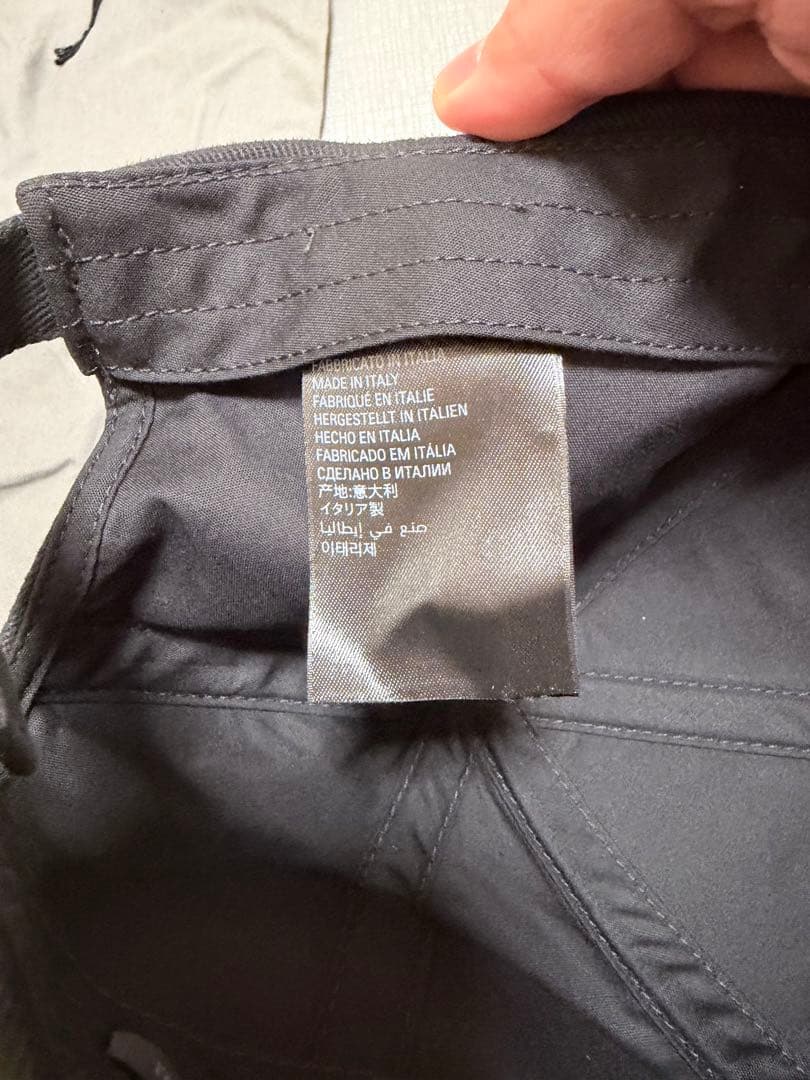 FABRICATO IN ITALIA
MADE IN ITALY
FABRIQUÉ EN ITALIE
HERGESTELLT IN ITALIEN
HECHO EN ITALIA
FABRICADO EM ITÁLIA
СДЕЛАНО В ИТАЛИИ
产地:意大利
イタリア製
صنع في إيطاليا
이태리제